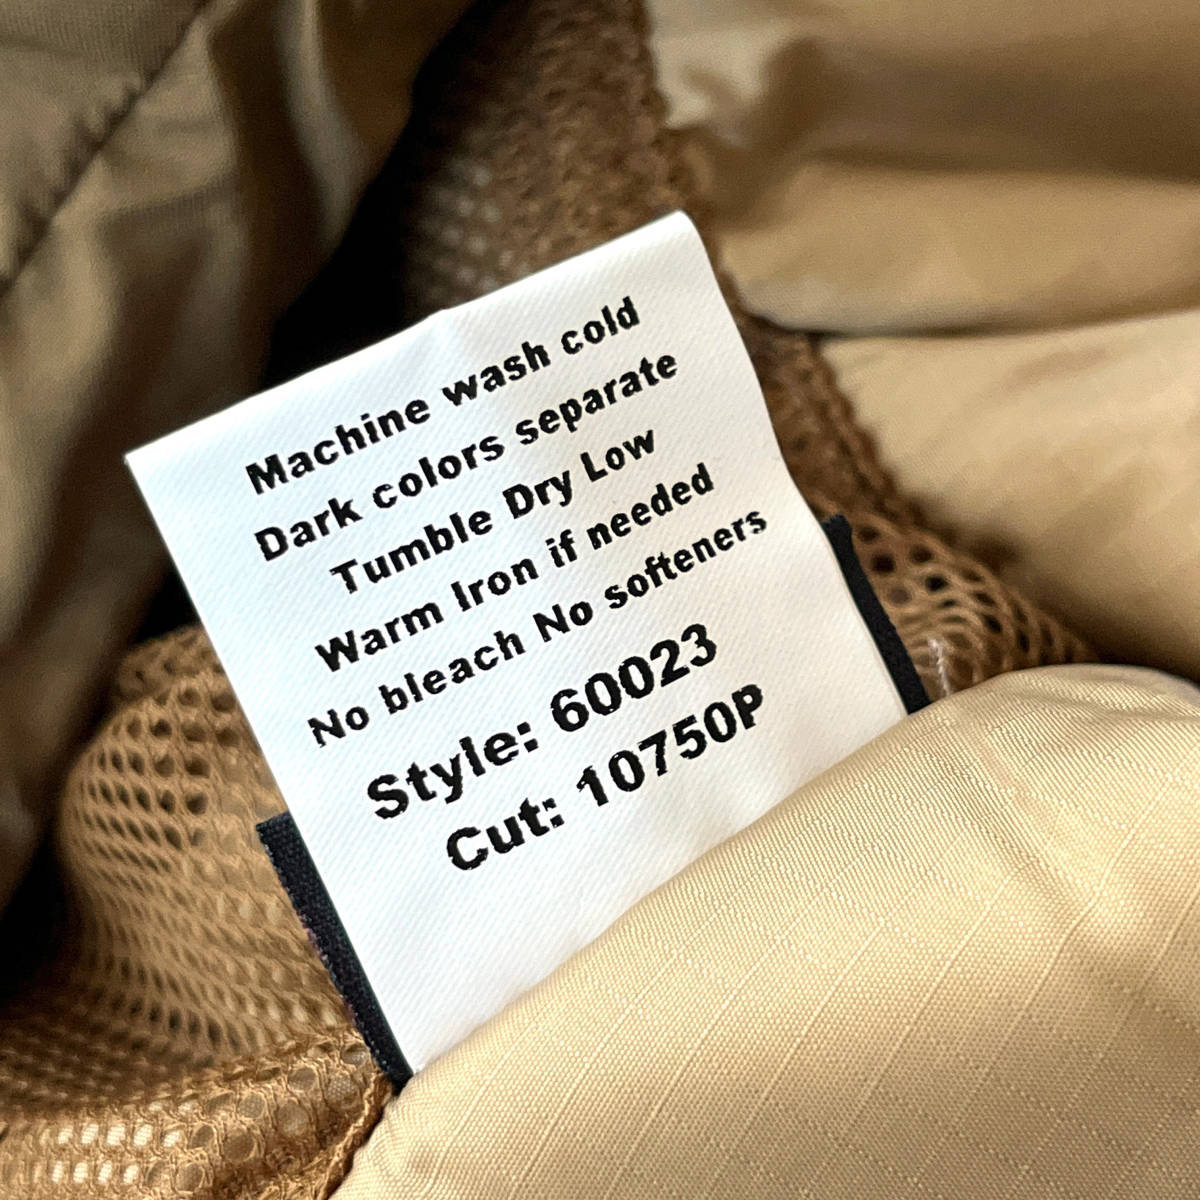 Machine wash cold
Dark colors separate
Tumble Dry Low
Warm Iron if needed
No bleach No softeners
Style: 60023
Cut: 10750P